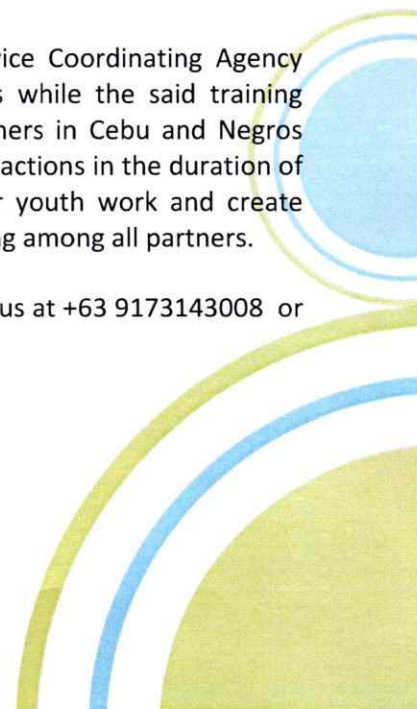 ice Coordinating Agency
s while the said training
ners in Cebu and Negros
actions in the duration of
r youth work and create
ng among all partners.
us at +63 9173143008 or